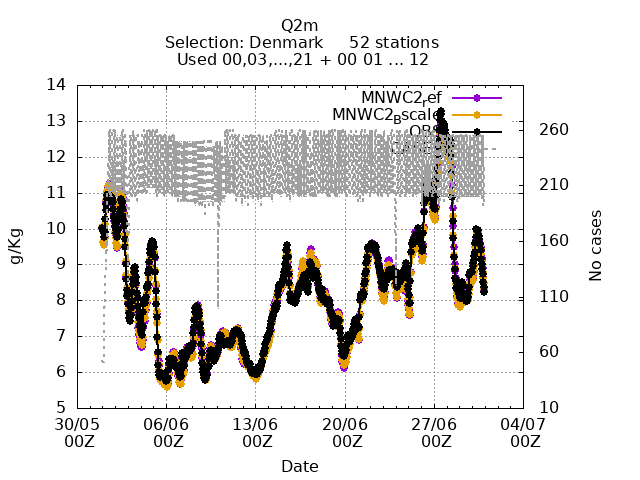 Q2m
Selection: Denmark 52 stations
Used 00,03,...,21 + 00 01 ... 12
14
13
12
11
10
9
8
7
6
5
g/Kg
MNWC2ref
MNWC2Bscale
OBS
260
210
160
110
60
10
No cases
30/05 06/06 13/06 20/06 27/06 04/07
00Z 00Z 00Z 00Z 00Z 00Z
Date